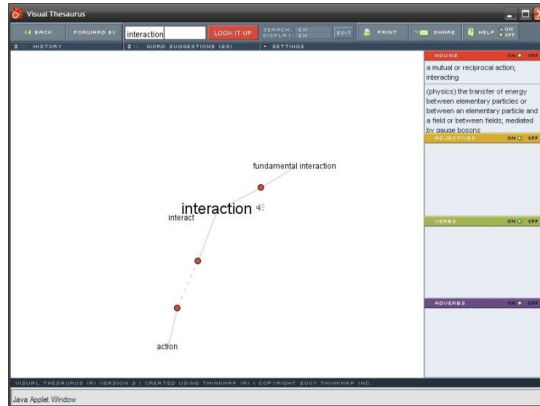 Visual Thesaurus
BACK
FORWARD
interaction
LOOK IT UP
SEARCH: EN
DISPLAY: EN
EDIT
PRINT
SHARE
HELP
ON
OFF
HISTORY
WORD SUGGESTIONS (23)
SETTINGS
NOUNS
ON OFF
a mutual or reciprocal action;
interacting
(physics) the transfer of energy
between elementary particles or
between an elementary particle and
a field or between fields; mediated
by gauge bosons
ADJECTIVES
ON OFF
VERBS
ON OFF
ADVERBS
ON OFF
fundamental interaction
interaction
interact
action
VISUAL THESAURUS (R) VERSION 3 | CREATED USING THINKMAP (R) | COPYRIGHT 2007 THINKMAP INC.
Java Applet Window